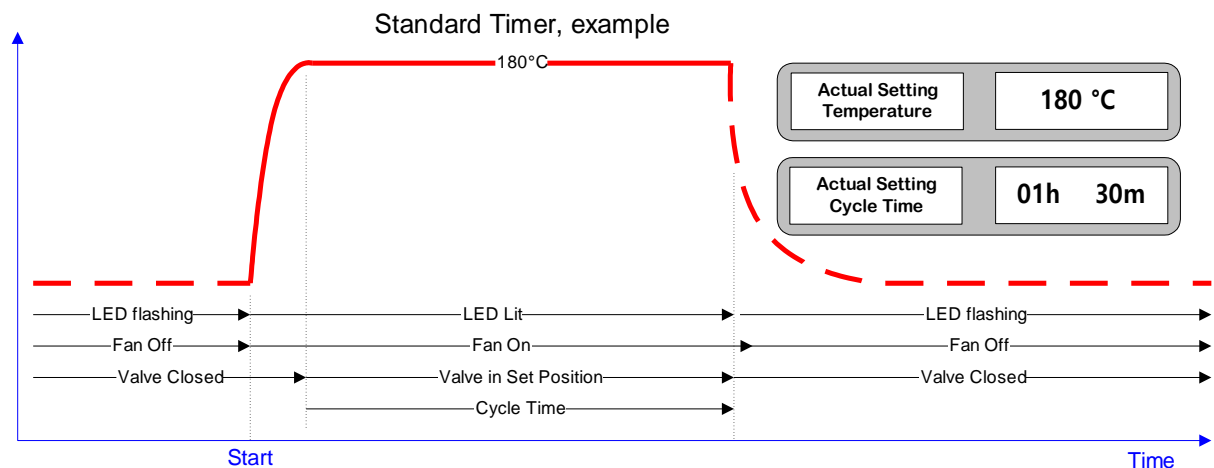 Standard Timer, example
180°C
Actual Setting
Temperature
180 °C
Actual Setting
Cycle Time
01h 30m
LED flashing
LED Lit
LED flashing
Fan Off
Fan On
Fan Off
Valve Closed
Valve in Set Position
Valve Closed
Cycle Time
Start
Time